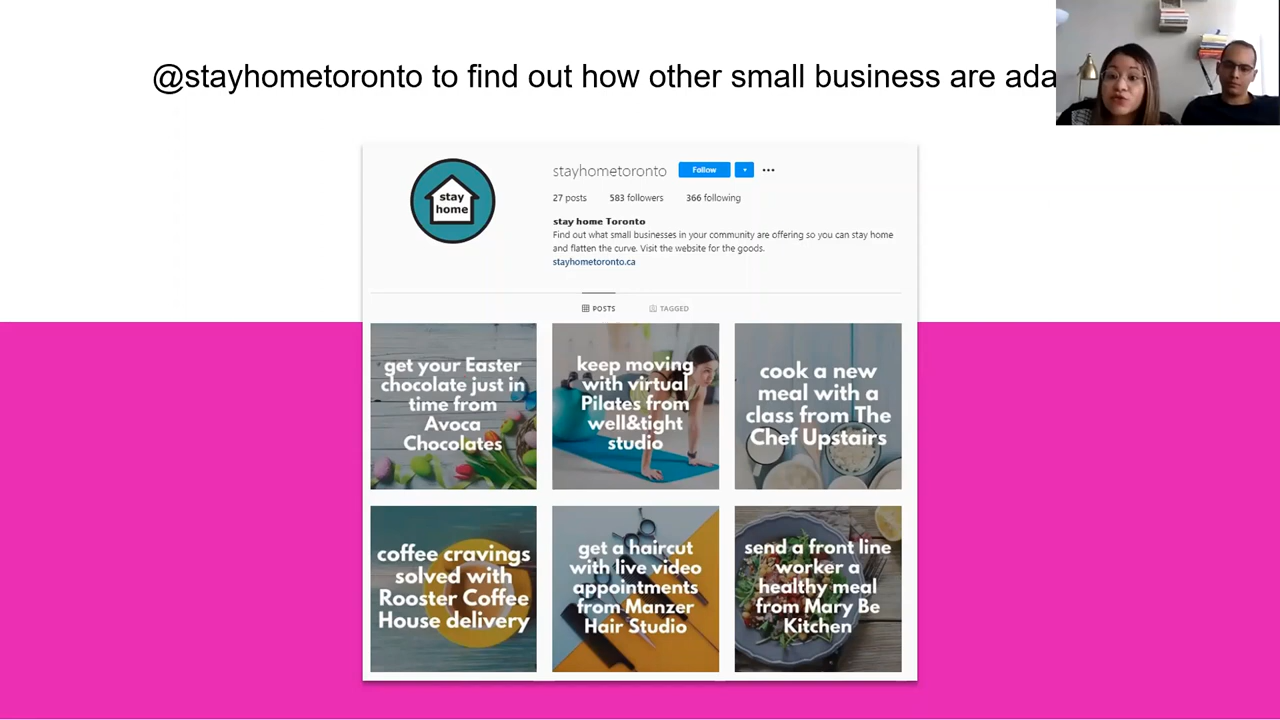 @stayhometoronto to find out how other small business are ada
stay
home
stayhometoronto
Follow
27 posts 583 followers 366 following
stay home Toronto
Find out what small businesses in your community are offering so you can stay home
and flatten the curve. Visit the website for the goods.
stayhometoronto.ca
POSTS TAGGED
get your Easter
chocolate just in
time from
Avoca
Chocolates
keep moving
with virtual
Pilates from
well&tight
studio
cook a new
meal with a
class from The
Chef Upstairs
coffee cravings
solved with
Rooster Coffee
House delivery
get a haircut
with live video
appointments
from Manzer
Hair Studio
send a front line
worker a
healthy meal
from Mary Be
Kitchen